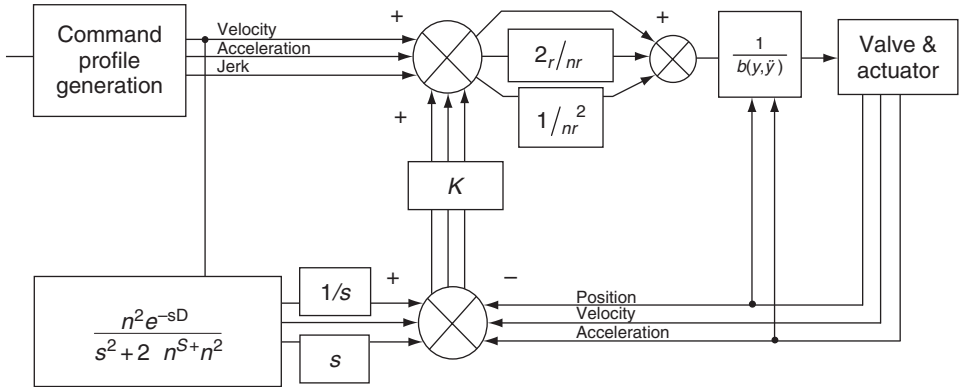 Command
profile
generation
Velocity
Acceleration
Jerk
+
+
2r/nr
1/nr²
+
1
b(y,ÿ)
Valve &
actuator
K
n²e⁻ˢᴰ
s²+2 nˢ⁺n²
1/s
s
+
−
Position
Velocity
Acceleration